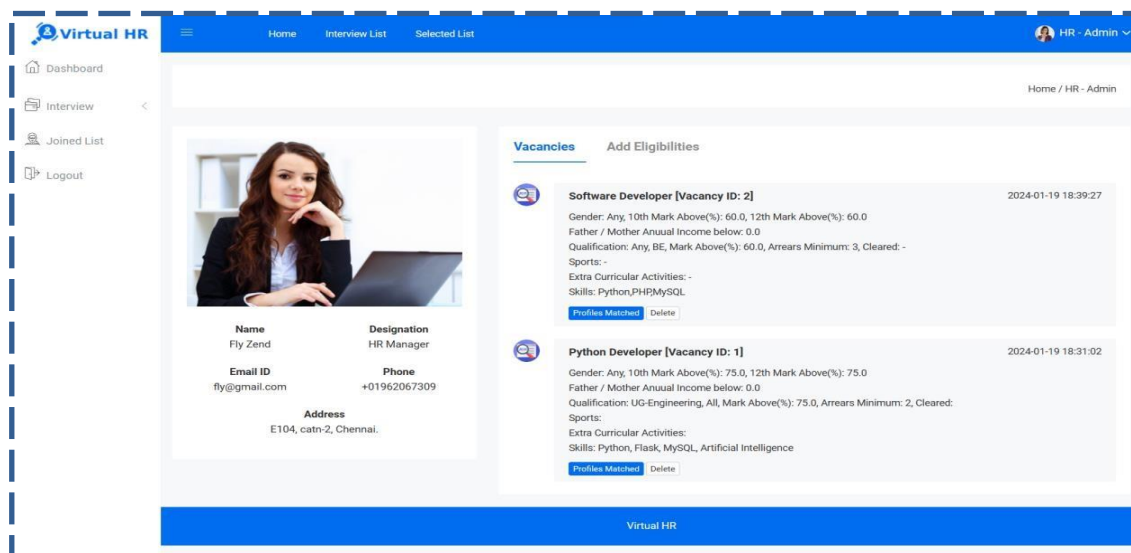 Virtual HR
Home Interview List Selected List
HR - Admin
Dashboard
Interview
Joined List
Logout
Home / HR - Admin
Name Designation
Fly Zend HR Manager
Email ID Phone
fly@gmail.com +01962067309
Address
E104, catn-2, Chennai.
Vacancies Add Eligibilities
Software Developer [Vacancy ID: 2] 2024-01-19 18:39:27
Gender: Any, 10th Mark Above(%): 60.0, 12th Mark Above(%): 60.0
Father / Mother Anuual Income below: 0.0
Qualification: Any, BE, Mark Above(%): 60.0, Arrears Minimum: 3, Cleared: -
Sports: -
Extra Curricular Activities: -
Skills: Python,PHP,MySQL
Profiles Matched Delete
Python Developer [Vacancy ID: 1] 2024-01-19 18:31:02
Gender: Any, 10th Mark Above(%): 75.0, 12th Mark Above(%): 75.0
Father / Mother Anuual Income below: 0.0
Qualification: UG-Engineering, All, Mark Above(%): 75.0, Arrears Minimum: 2, Cleared:
Sports:
Extra Curricular Activities:
Skills: Python, Flask, MySQL, Artificial Intelligence
Profiles Matched Delete
Virtual HR